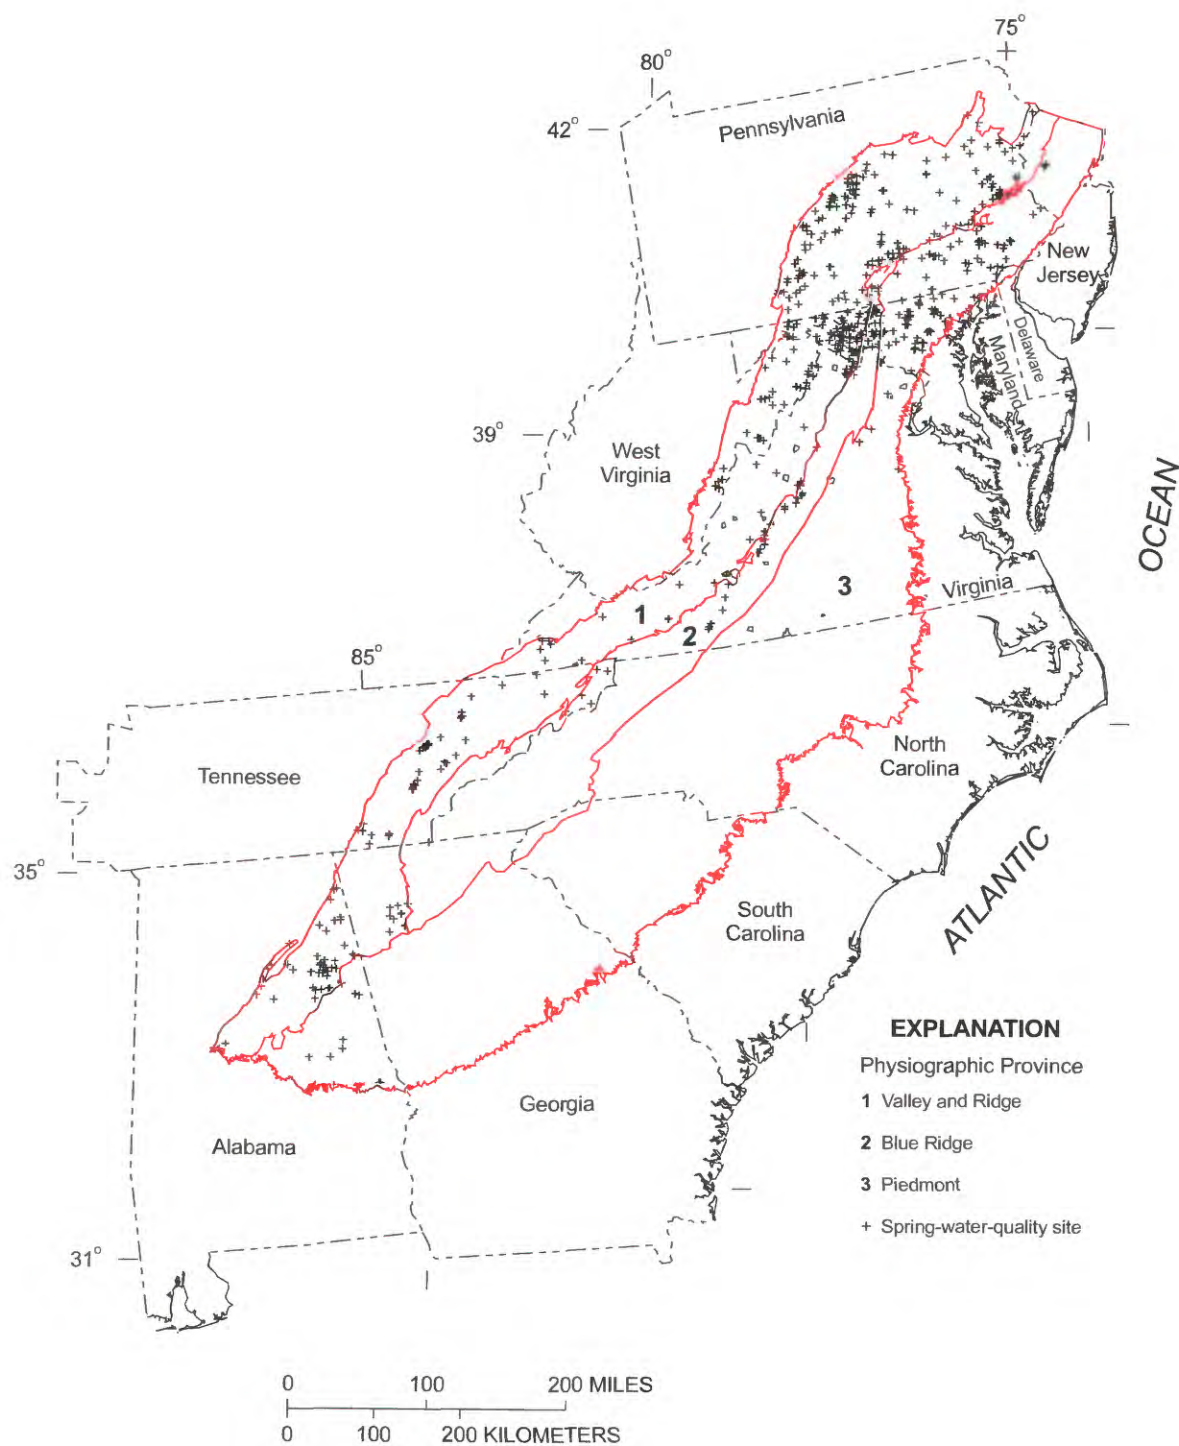 75°
80°
42°
Pennsylvania
New
Jersey
Delaware
Maryland
39°
West
Virginia
OCEAN
1
2
3
Virginia
85°
Tennessee
North
Carolina
35°
South
Carolina
ATLANTIC
EXPLANATION
Physiographic Province
1 Valley and Ridge
2 Blue Ridge
3 Piedmont
+ Spring-water-quality site
Georgia
Alabama
31°
0 100 200 MILES
0 100 200 KILOMETERS